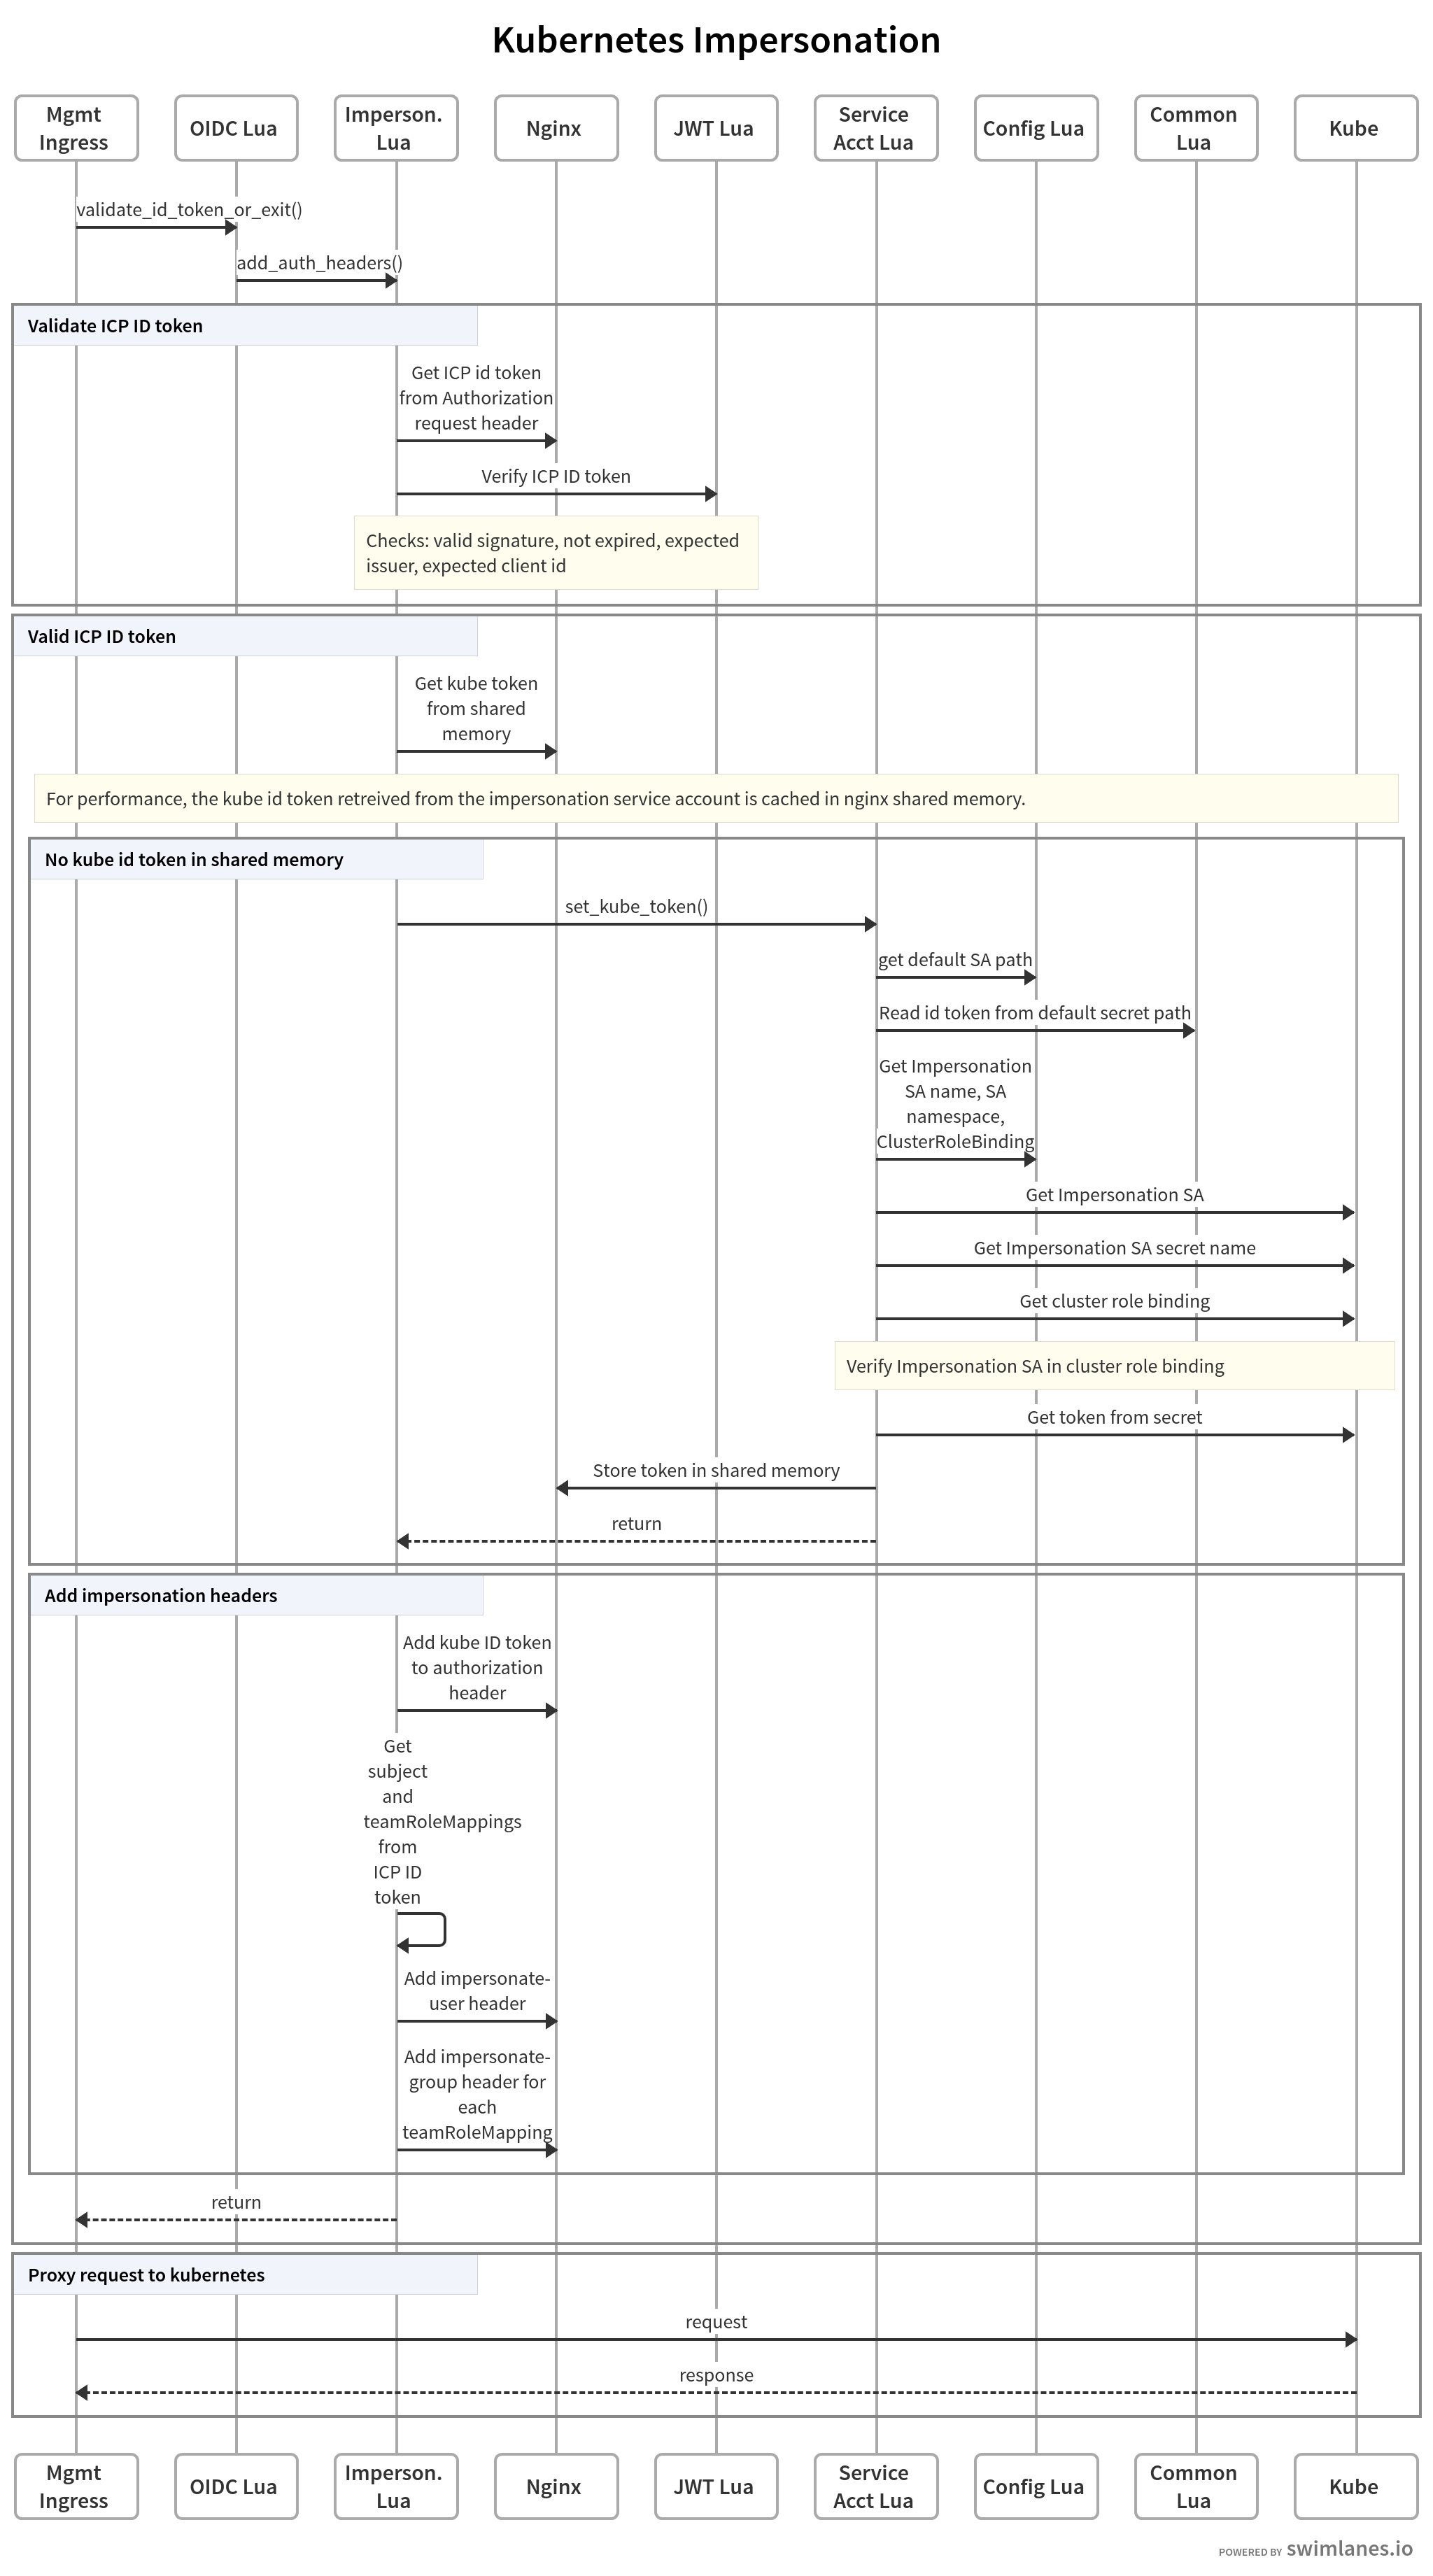 Kubernetes Impersonation
Mgmt
Ingress
OIDC Lua
Imperson.
Lua
Nginx
JWT Lua
Service
Acct Lua
Config Lua
Common
Lua
Kube
validate_id_token_or_exit()
add_auth_headers()
Validate ICP ID token
Get ICP id token
from Authorization
request header
Verify ICP ID token
Checks: valid signature, not expired, expected
issuer, expected client id
Valid ICP ID token
Get kube token
from shared
memory
For performance, the kube id token retreived from the impersonation service account is cached in nginx shared memory.
No kube id token in shared memory
set_kube_token()
get default SA path
Read id token from default secret path
Get Impersonation
SA name, SA
namespace,
ClusterRoleBinding
Get Impersonation SA
Get Impersonation SA secret name
Get cluster role binding
Verify Impersonation SA in cluster role binding
Get token from secret
Store token in shared memory
return
Add impersonation headers
Add kube ID token
to authorization
header
Get
subject
and
teamRoleMappings
from
ICP ID
token
Add impersonate-
user header
Add impersonate-
group header for
each
teamRoleMapping
return
Proxy request to kubernetes
request
response
Mgmt
Ingress
OIDC Lua
Imperson.
Lua
Nginx
JWT Lua
Service
Acct Lua
Config Lua
Common
Lua
Kube
POWERED BY swimlanes.io